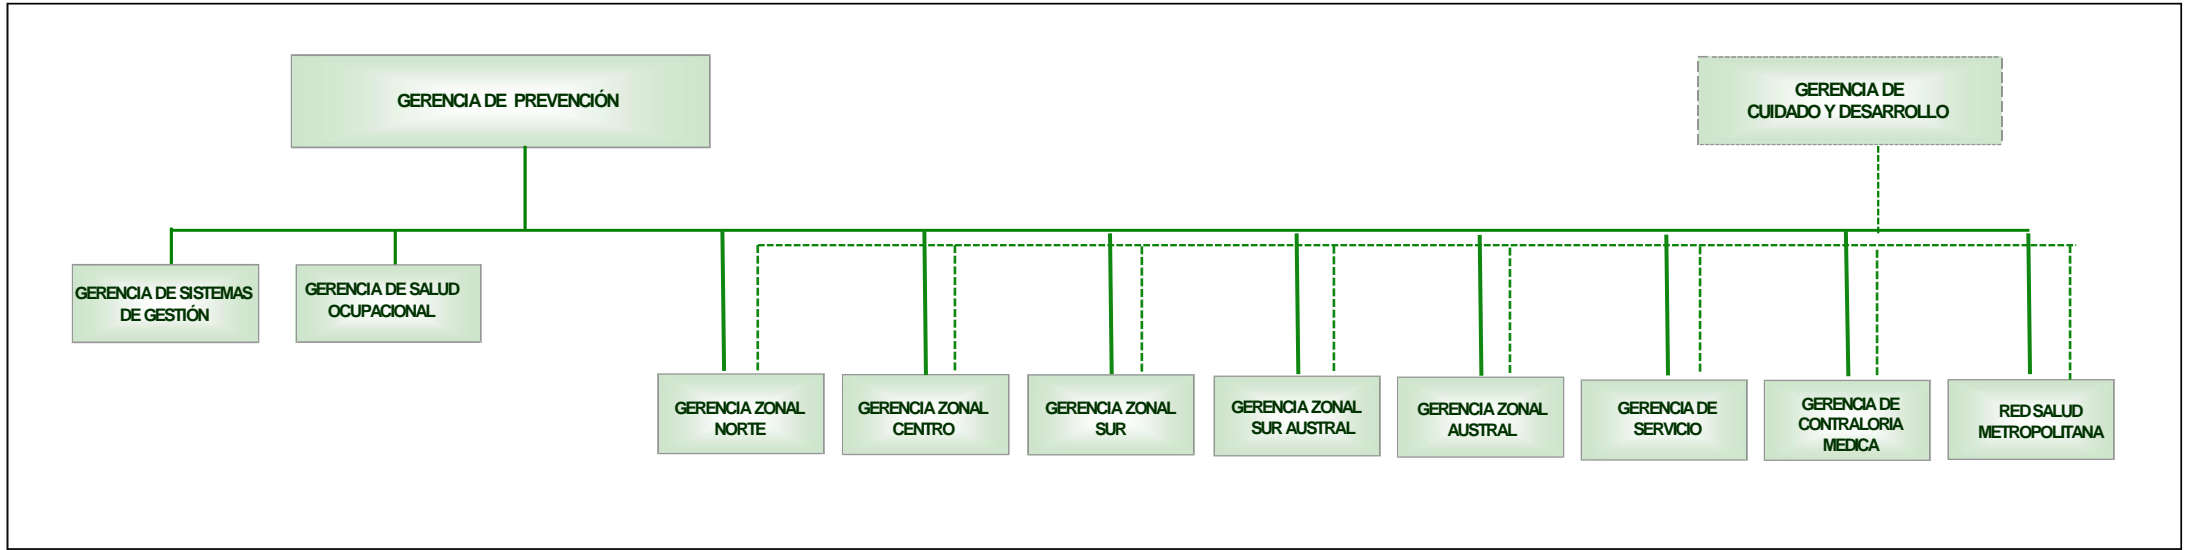 GERENCIA DE PREVENCIÓN
GERENCIA DE
CUIDADO Y DESARROLLO
GERENCIA DE SISTEMAS
DE GESTIÓN
GERENCIA DE SALUD
OCUPACIONAL
GERENCIA ZONAL
NORTE
GERENCIA ZONAL
CENTRO
GERENCIA ZONAL
SUR
GERENCIA ZONAL
SUR AUSTRAL
GERENCIA ZONAL
AUSTRAL
GERENCIA DE
SERVICIO
GERENCIA DE
CONTRALORIA
MEDICA
RED SALUD
METROPOLITANA